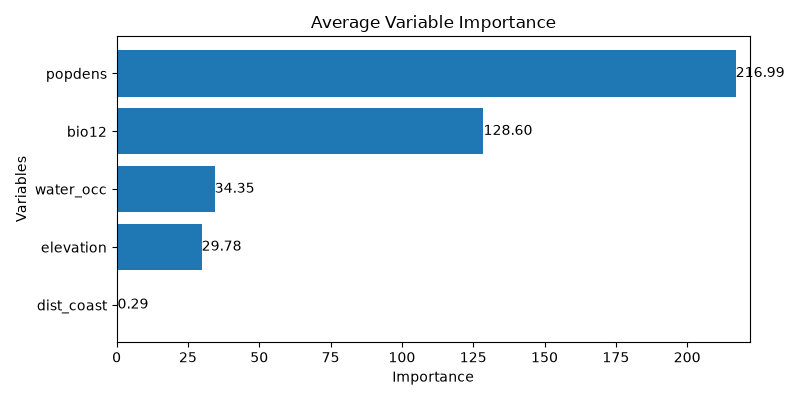 Average Variable Importance
Variables
popdens
216.99
bio12
128.60
water_occ
34.35
elevation
29.78
dist_coast
0.29
0 25 50 75 100 125 150 175 200
Importance